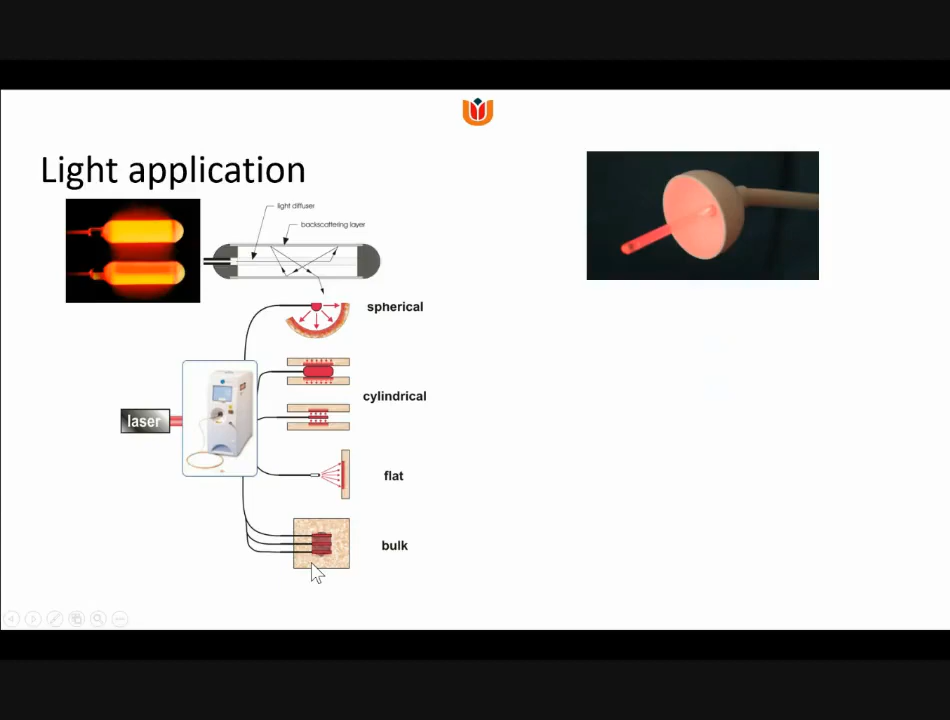 Light application
light diffuser
backscattering layer
spherical
cylindrical
laser
flat
bulk